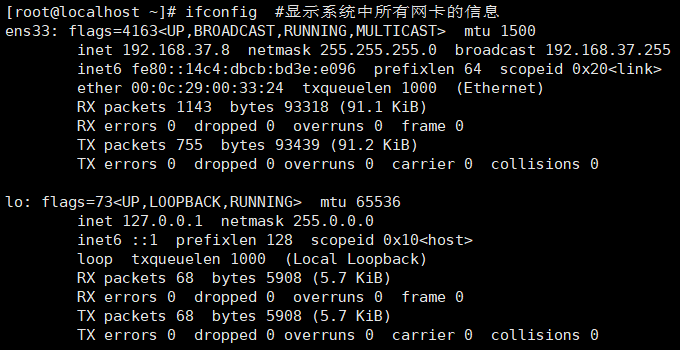 [root@localhost ~]# ifconfig  #显示系统中所有网卡的信息
ens33: flags=4163<UP,BROADCAST,RUNNING,MULTICAST>  mtu 1500
        inet 192.168.37.8  netmask 255.255.255.0  broadcast 192.168.37.255
        inet6 fe80::14c4:dbcb:bd3e:e096  prefixlen 64  scopeid 0x20<link>
        ether 00:0c:29:00:33:24  txqueuelen 1000  (Ethernet)
        RX packets 1143  bytes 93318 (91.1 KiB)
        RX errors 0  dropped 0  overruns 0  frame 0
        TX packets 755  bytes 93439 (91.2 KiB)
        TX errors 0  dropped 0 overruns 0  carrier 0  collisions 0

lo: flags=73<UP,LOOPBACK,RUNNING>  mtu 65536
        inet 127.0.0.1  netmask 255.0.0.0
        inet6 ::1  prefixlen 128  scopeid 0x10<host>
        loop  txqueuelen 1000  (Local Loopback)
        RX packets 68  bytes 5908 (5.7 KiB)
        RX errors 0  dropped 0  overruns 0  frame 0
        TX packets 68  bytes 5908 (5.7 KiB)
        TX errors 0  dropped 0 overruns 0  carrier 0  collisions 0